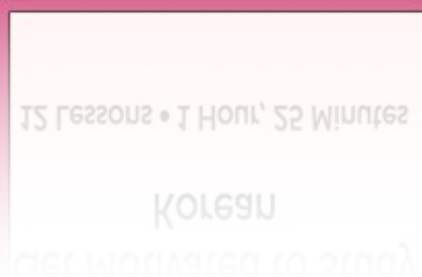 Get Motivated to Study
Korean
12 Lessons • 1 Hour, 25 Minutes